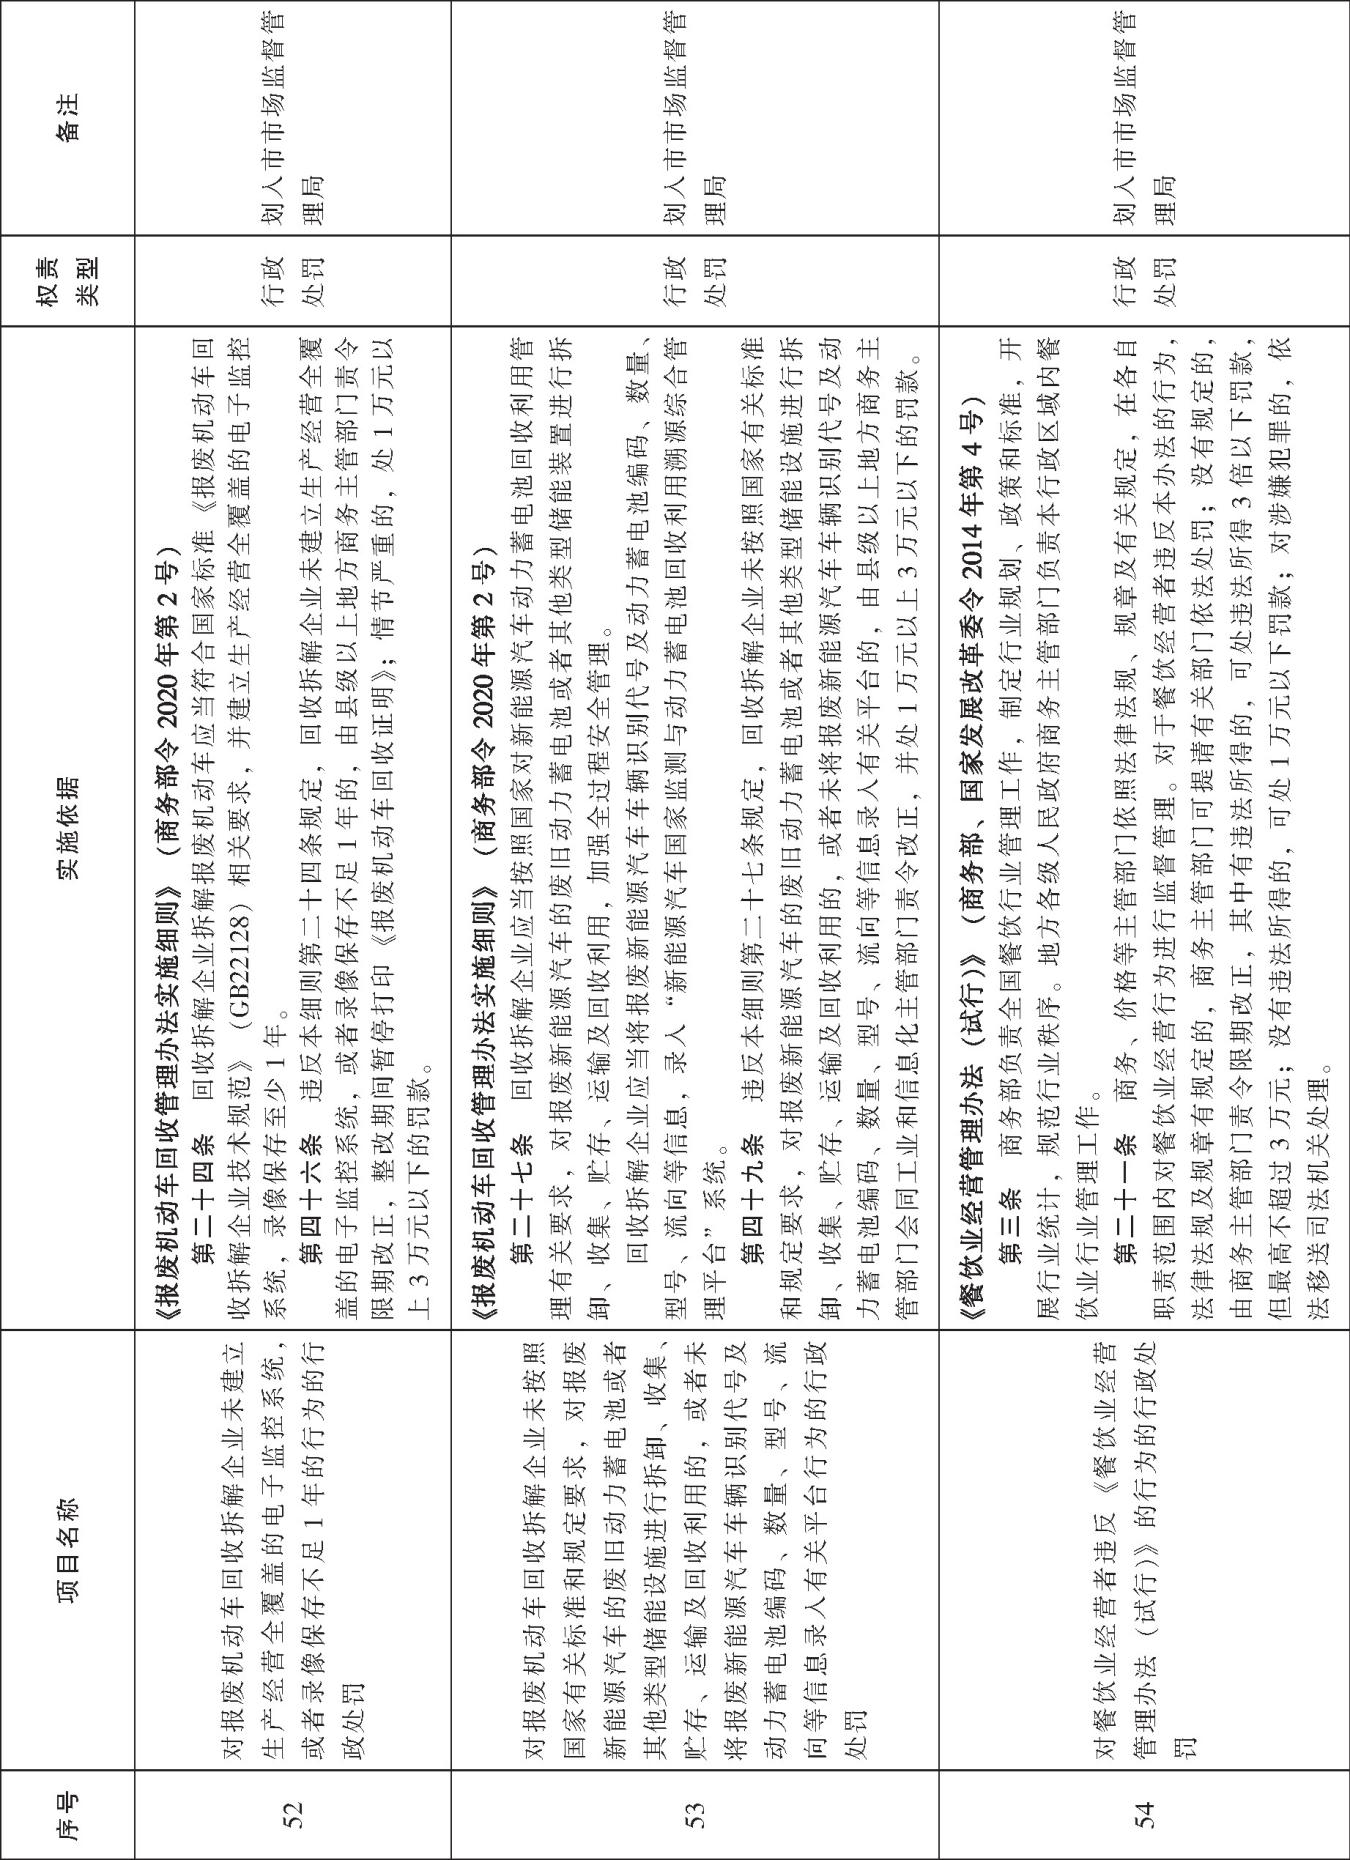 序号
项目名称
实施依据
权责
类型
备注
52
对报废机动车回收拆解企业未建立
生产经营全覆盖的电子监控系统，
或者录像保存不足 1 年的行为的行
政处罚
《报废机动车回收管理办法实施细则》（商务部令 2020 年第 2 号）
第二十四条　回收拆解企业拆解报废机动车应当符合国家标准《报废机动车回
收拆解企业技术规范》（GB22128）相关要求，并建立生产经营全覆盖的电子监控
系统，录像保存至少 1 年。
第四十六条　违反本细则第二十四条规定，回收拆解企业未建立生产经营全覆
盖的电子监控系统，或者录像保存不足 1 年的，由县级以上地方商务主管部门责令
限期改正，整改期间暂停打印《报废机动车回收证明》；情节严重的，处 1 万元以
上 3 万元以下的罚款。
行政
处罚
划入市市场监督管
理局
53
对报废机动车回收拆解企业未按照
国家有关标准和规定要求，对报废
新能源汽车的废旧动力蓄电池或者
其他类型储能设施进行拆卸、收集、
贮存、运输及回收利用的，或者未
将报废新能源汽车车辆识别代号及
动力蓄电池编码、数量、型号、流
向等信息录入有关平台行为的行政
处罚
《报废机动车回收管理办法实施细则》（商务部令 2020 年第 2 号）
第二十七条　回收拆解企业应当按照国家对新能源汽车动力蓄电池回收利用管
理有关要求，对报废新能源汽车的废旧动力蓄电池或者其他类型储能装置进行拆
卸、收集、贮存、运输及回收利用，加强全过程安全管理。
回收拆解企业应当将报废新能源汽车车辆识别代号及动力蓄电池编码、数量、
型号、流向等信息，录入“新能源汽车国家监测与动力蓄电池回收利用溯源综合管
理平台”系统。
第四十九条　违反本细则第二十七条规定，回收拆解企业未按照国家有关标准
和规定要求，对报废新能源汽车的废旧动力蓄电池或者其他类型储能设施进行拆
卸、收集、贮存、运输及回收利用的，或者未将报废新能源汽车车辆识别代号及动
力蓄电池编码、数量、型号、流向等信息录入有关平台的，由县级以上地方商务主
管部门会同工业和信息化主管部门责令改正，并处 1 万元以上 3 万元以下的罚款。
行政
处罚
划入市市场监督管
理局
54
对餐饮业经营者违反《餐饮业经营
管理办法（试行）》的行为的行政处
罚
《餐饮业经营管理办法（试行）》（商务部、国家发展改革委令 2014 年第 4 号）
第三条　商务部负责全国餐饮行业管理工作，制定行业规划、政策和标准，开
展行业统计，规范行业秩序。地方各级人民政府商务主管部门负责本行政区域内餐
饮业行业管理工作。
第二十一条　商务、价格等主管部门依照法律法规、规章及有关规定，在各自
职责范围内对餐饮业经营行为进行监督管理。对于餐饮经营者违反本办法的行为，
法律法规及规章有规定的，商务主管部门可提请有关部门依法处罚；没有规定的，
由商务主管部门责令限期改正，其中有违法所得的，可处违法所得 3 倍以下罚款，
但最高不超过 3 万元；没有违法所得的，可处 1 万元以下罚款；对涉嫌犯罪的，依
法移送司法机关处理。
行政
处罚
划入市市场监督管
理局